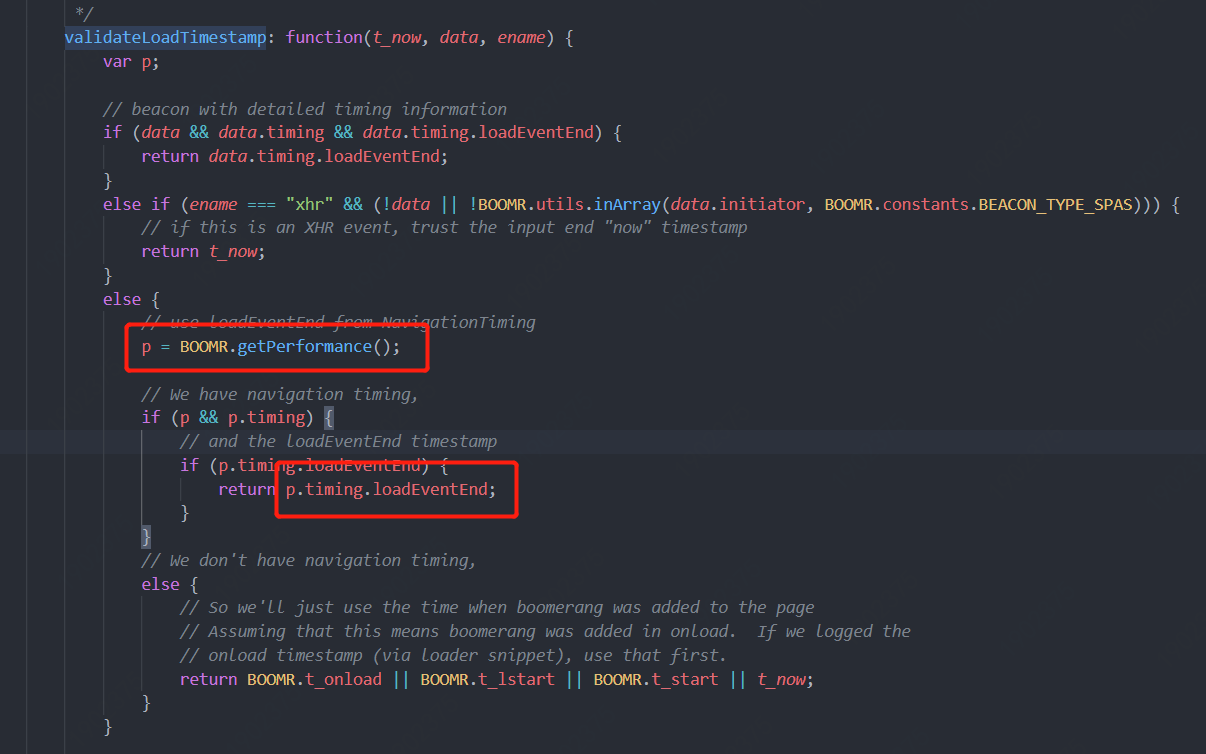 */
validateLoadTimestamp: function(t_now, data, ename) {
var p;
// beacon with detailed timing information
if (data && data.timing && data.timing.loadEventEnd) {
return data.timing.loadEventEnd;
}
else if (ename === "xhr" && (!data || !BOOMR.utils.inArray(data.initiator, BOOMR.constants.BEACON_TYPE_SPAS))) {
// if this is an XHR event, trust the input end "now" timestamp
return t_now;
}
else {
// use loadEventEnd from NavigationTiming
p = BOOMR.getPerformance();
// We have navigation timing,
if (p && p.timing) {
// and the loadEventEnd timestamp
if (p.timing.loadEventEnd) {
return p.timing.loadEventEnd;
}
}
// We don't have navigation timing,
else {
// So we'll just use the time when boomerang was added to the page
// Assuming that this means boomerang was added in onload.  If we logged the
// onload timestamp (via loader snippet), use that first.
return BOOMR.t_onload || BOOMR.t_lstart || BOOMR.t_start || t_now;
}
}